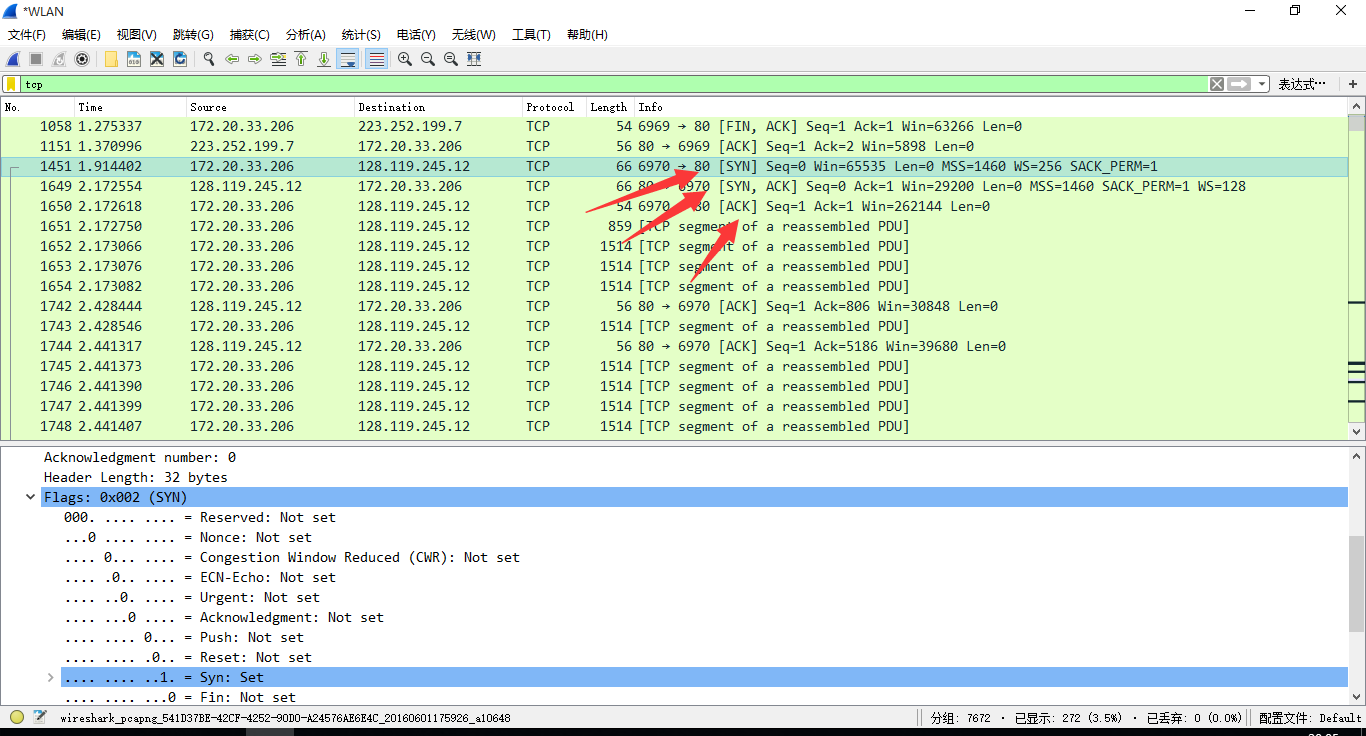 *WLAN
文件(F) 编辑(E) 视图(V) 跳转(G) 捕获(C) 分析(A) 统计(S) 电话(Y) 无线(W) 工具(T) 帮助(H)
tcp 表达式… +
No. Time Source Destination Protocol Length Info
1058 1.275337 172.20.33.206 223.252.199.7 TCP 54 6969 → 80 [FIN, ACK] Seq=1 Ack=1 Win=63266 Len=0
1151 1.370996 223.252.199.7 172.20.33.206 TCP 56 80 → 6969 [ACK] Seq=1 Ack=2 Win=5898 Len=0
1451 1.914402 172.20.33.206 128.119.245.12 TCP 66 6970 → 80 [SYN] Seq=0 Win=65535 Len=0 MSS=1460 WS=256 SACK_PERM=1
1649 2.172554 128.119.245.12 172.20.33.206 TCP 66 80 → 6970 [SYN, ACK] Seq=0 Ack=1 Win=29200 Len=0 MSS=1460 SACK_PERM=1 WS=128
1650 2.172618 172.20.33.206 128.119.245.12 TCP 54 6970 → 80 [ACK] Seq=1 Ack=1 Win=262144 Len=0
1651 2.172750 172.20.33.206 128.119.245.12 TCP 859 [TCP segment of a reassembled PDU]
1652 2.173066 172.20.33.206 128.119.245.12 TCP 1514 [TCP segment of a reassembled PDU]
1653 2.173076 172.20.33.206 128.119.245.12 TCP 1514 [TCP segment of a reassembled PDU]
1654 2.173082 172.20.33.206 128.119.245.12 TCP 1514 [TCP segment of a reassembled PDU]
1742 2.428444 128.119.245.12 172.20.33.206 TCP 56 80 → 6970 [ACK] Seq=1 Ack=806 Win=30848 Len=0
1743 2.428546 172.20.33.206 128.119.245.12 TCP 1514 [TCP segment of a reassembled PDU]
1744 2.441317 128.119.245.12 172.20.33.206 TCP 56 80 → 6970 [ACK] Seq=1 Ack=5186 Win=39680 Len=0
1745 2.441373 172.20.33.206 128.119.245.12 TCP 1514 [TCP segment of a reassembled PDU]
1746 2.441390 172.20.33.206 128.119.245.12 TCP 1514 [TCP segment of a reassembled PDU]
1747 2.441399 172.20.33.206 128.119.245.12 TCP 1514 [TCP segment of a reassembled PDU]
1748 2.441407 172.20.33.206 128.119.245.12 TCP 1514 [TCP segment of a reassembled PDU]
Acknowledgment number: 0
Header Length: 32 bytes
Flags: 0x002 (SYN)
000. .... .... = Reserved: Not set
...0 .... .... = Nonce: Not set
.... 0... .... = Congestion Window Reduced (CWR): Not set
.... .0.. .... = ECN-Echo: Not set
.... ..0. .... = Urgent: Not set
.... ...0 .... = Acknowledgment: Not set
.... .... 0... = Push: Not set
.... .... .0.. = Reset: Not set
.... .... ..1. = Syn: Set
.... .... ...0 = Fin: Not set
wireshark_pcapng_541D37BE-42CF-4252-90D0-A24576AE6E4C_20160601175926_a10648 分组: 7672 · 已显示: 272 (3.5%) · 已丢弃: 0 (0.0%) 配置文件: Default